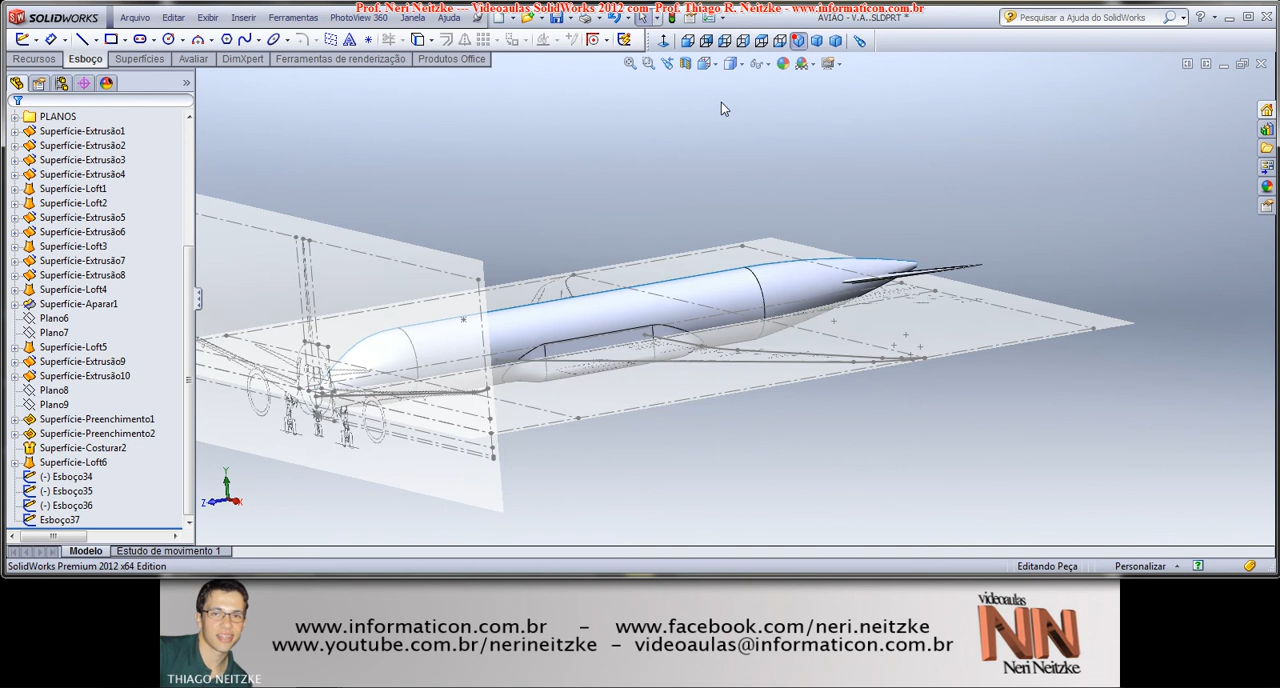 Prof. Neri Neitzke --- Videoaulas SolidWorks 2012 com Prof. Thiago R. Neitzke - www.informaticon.com.br
SOLIDWORKS
Arquivo Editar Exibir Inserir Ferramentas PhotoView 360 Janela Ajuda
AVIAO - V.A..SLDPRT *
Pesquisar a Ajuda do SolidWorks
Recursos Esboço Superfícies Avaliar DimXpert Ferramentas de renderização Produtos Office
PLANOS
Superfície-Extrusão1
Superfície-Extrusão2
Superfície-Extrusão3
Superfície-Extrusão4
Superfície-Loft1
Superfície-Loft2
Superfície-Extrusão5
Superfície-Extrusão6
Superfície-Loft3
Superfície-Extrusão7
Superfície-Extrusão8
Superfície-Loft4
Superfície-Aparar1
Plano6
Plano7
Superfície-Loft5
Superfície-Extrusão9
Superfície-Extrusão10
Plano8
Plano9
Superfície-Preenchimento1
Superfície-Preenchimento2
Superfície-Costurar2
Superfície-Loft6
(-) Esboço34
(-) Esboço35
(-) Esboço36
Esboço37
Y
Z
X
Modelo Estudo de movimento 1
SolidWorks Premium 2012 x64 Edition
Editando Peça
Personalizar
www.informaticon.com.br - www.facebook.com/neri.neitzke
www.youtube.com.br/nerineitzke - videoaulas@informaticon.com.br
THIAGO NEITZKE
videoaulas
NN
Neri Neitzke